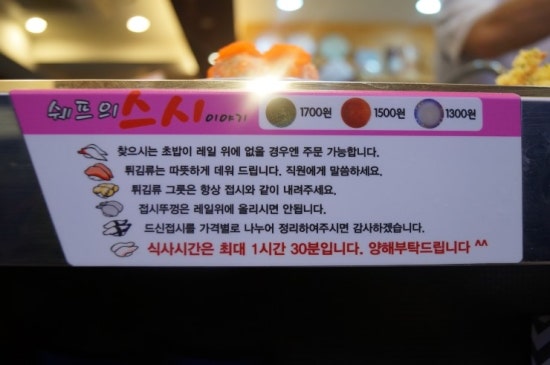 쉐프의 스시 이야기 1700원 1500원 1300원
찾으시는 초밥이 레일 위에 없을 경우엔 주문 가능합니다.
튀김류는 따뜻하게 데워 드립니다. 직원에게 말씀하세요.
튀김류 그릇은 항상 접시와 같이 내려주세요.
접시뚜껑은 레일위에 올리시면 안됩니다.
드신접시를 가격별로 나누어 정리하여주시면 감사하겠습니다.
식사시간은 최대 1시간 30분입니다. 양해부탁드립니다 ^^